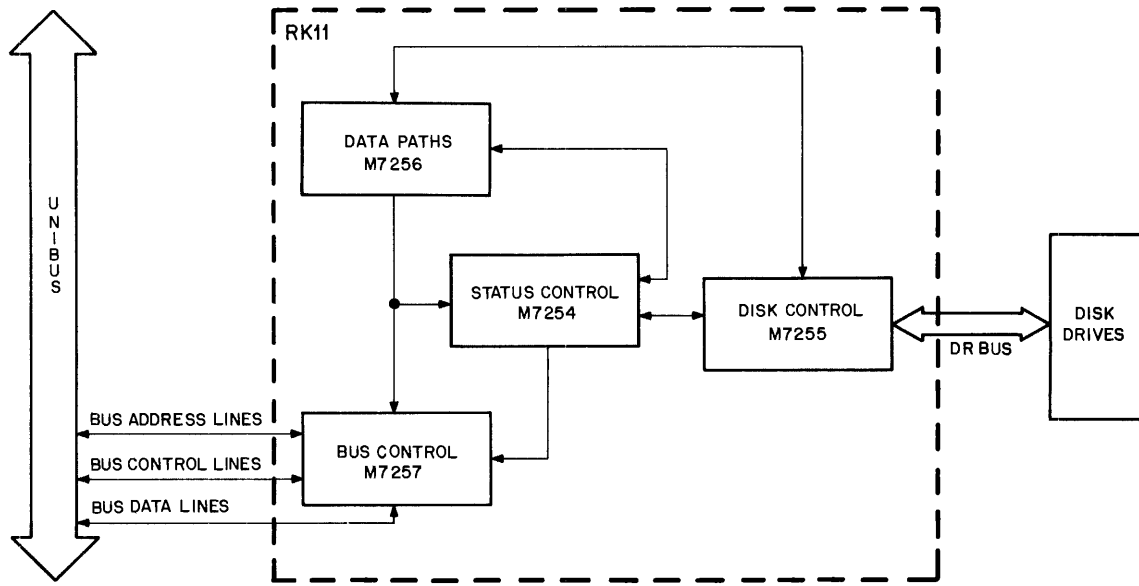 RK11
DATA PATHS
M7256
UNIBUS
STATUS CONTROL
M7254
DISK CONTROL
M7255
DISK
DRIVES
DR BUS
BUS ADDRESS LINES
BUS CONTROL LINES
BUS DATA LINES
BUS CONTROL
M7257